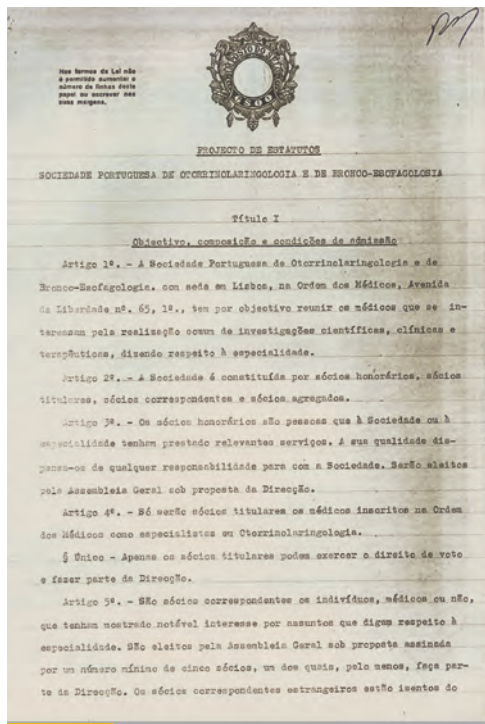 Nos termos da Lei não
é permitido aumentar o
número de linhas deste
papel ou escrever nas
suas margens.
PROJECTO DE ESTATUTOS
SOCIEDADE PORTUGUESA DE OTORRINOLARINGOLOGIA E DE BRONCO-ESOFAGOLOGIA
Título I
Objectivo, composição e condições de admissão
Artigo 1º. - A Sociedade Portuguesa de Otorrinolaringologia e de
Bronco-Esofagologia, com sede em Lisboa, na Ordem dos Médicos, Avenida
da Liberdade nº. 65, 1º., tem por objectivo reunir os médicos que se in-
teressam pela realização comum de investigações científicas, clínicas e
terapêuticas, dizendo respeito à especialidade.
Artigo 2º. - A Sociedade é constituída por sócios honorários, sócios
titulares, sócios correspondentes e sócios agregados.
Artigo 3º. - Os sócios honorários são pessoas que à Sociedade ou à
especialidade tenham prestado relevantes serviços. A sua qualidade dis-
pensa-os de qualquer responsabilidade para com a Sociedade. Serão eleitos
pela Assembleia Geral sob proposta da Direcção.
Artigo 4º. - Só serão sócios titulares os médicos inscritos na Ordem
dos Médicos como especialistas em Otorrinolaringologia.
§ Único - Apenas os sócios titulares podem exercer o direito de voto
e fazer parte da Direcção.
Artigo 5º. - São sócios correspondentes os indivíduos, médicos ou não,
que tenham mostrado notável interesse por assuntos que digam respeito à
especialidade. São eleitos pela Assembleia Geral sob proposta assinada
por um número mínimo de cinco sócios, um dos quais, pelo menos, faça par-
te da Direcção. Os sócios correspondentes estrangeiros estão isentos do